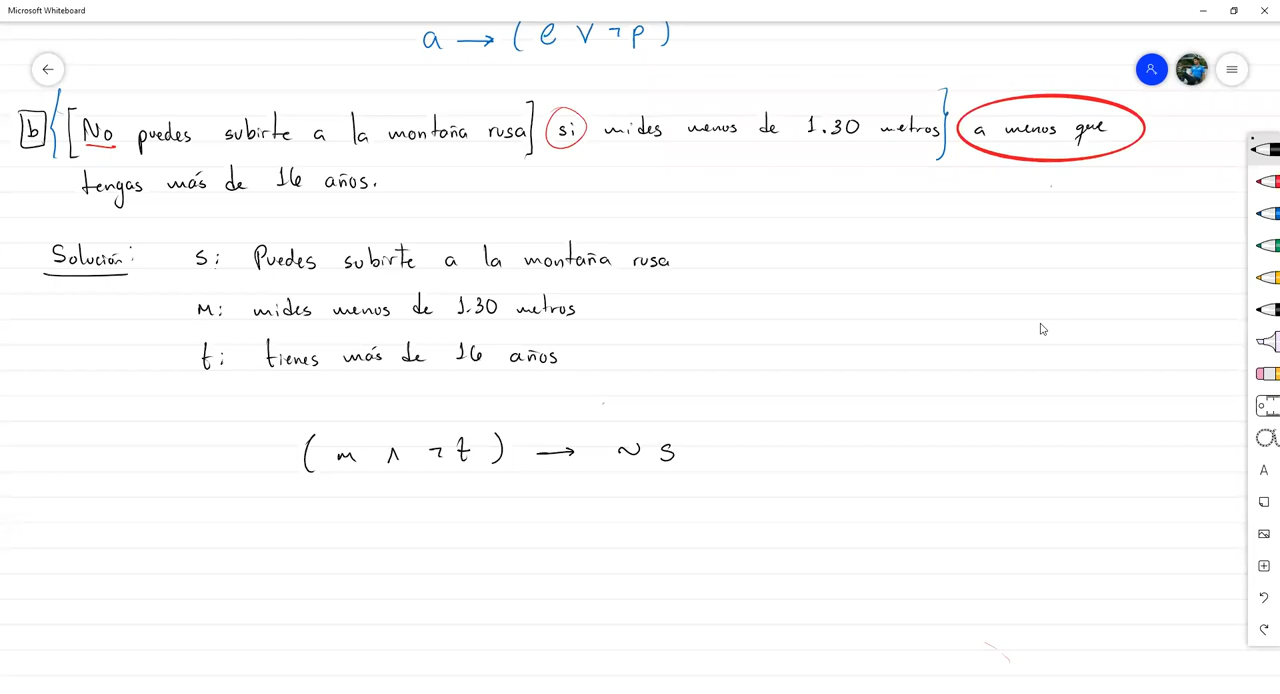 Microsoft Whiteboard
a → ( e ∨ ¬ p )
b { [ No puedes subirte a la montaña rusa ] si mides menos de 1.30 metros } a menos que
tengas más de 16 años.
Solución: s: Puedes subirte a la montaña rusa
m: mides menos de 1.30 metros
t: tienes más de 16 años
( m ∧ ¬ t ) → ~ s
A